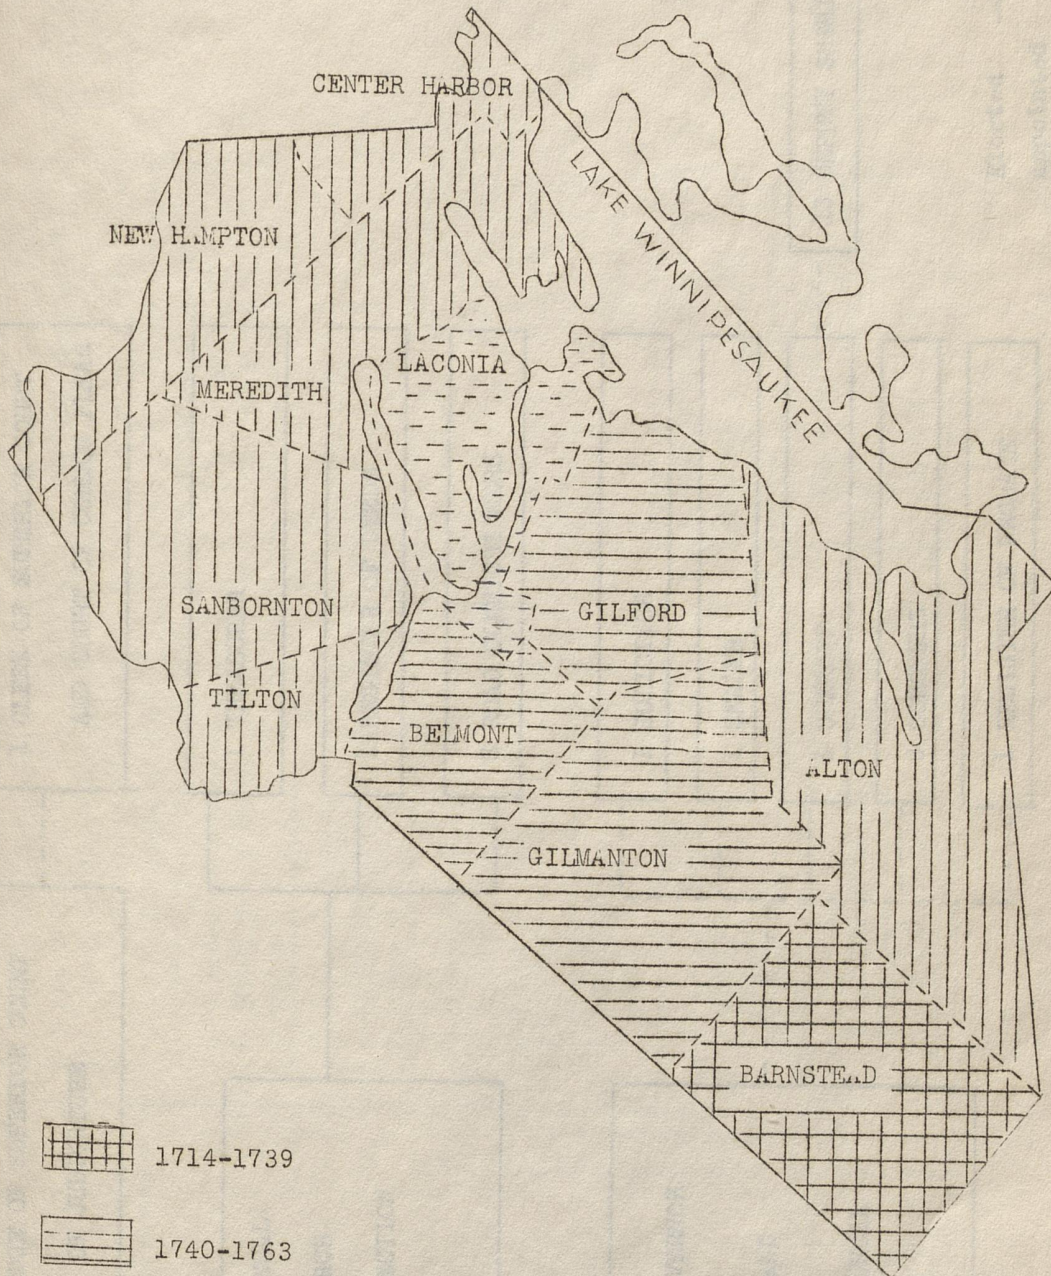 CENTER HARBOR
LAKE WINNIPESAUKEE
NEW HAMPTON
LACONIA
MEREDITH
SANBORNTON
GILFORD
TILTON
BELMONT
ALTON
GILMANTON
BARNSTEAD
1714-1739
1740-1763